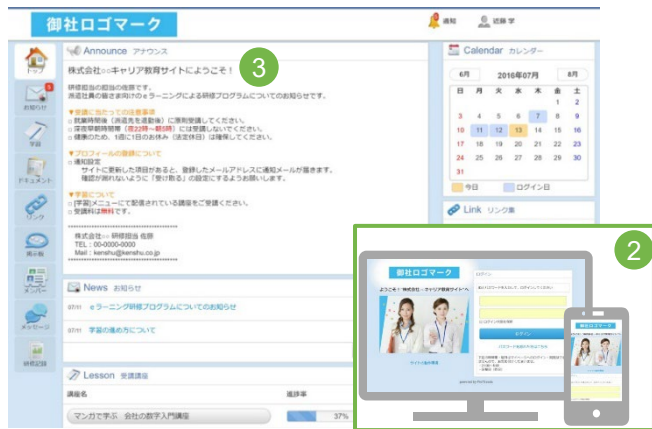 御社ロゴマーク
通知
近藤 学
トップ
お知らせ
学習
ドキュメント
リンク
掲示板
メンバー
メッセージ
研修記録
Announce アナウンス
3
株式会社○○キャリア教育サイトにようこそ！
研修担当の担当の佐原です。
派遣社員の皆さま向けのｅラーニングによる研修プログラムについてのお知らせです。
▼受講に当たっての注意事項
□ 就業時間後（派遣先を退勤後）に原則受講してください。
□ 深夜早朝時間帯（夜22時～朝5時）には受講しないでください。
□ 健康のため、1週に1日のお休み（法定休日）は確保してください。
▼プロフィールの登録について
□ 通知設定
サイトに更新した項目があると、登録したメールアドレスに通知メールが届きます。
確認が漏れないように「受け取る」の設定にするようお願いします。
▼学習について
□ [学習]メニューにて配信されている講座をご受講ください。
□ 受講料は無料です。
株式会社○○ 研修担当 佐原
TEL：00-0000-0000
Mail：kenshu@kenshu.co.jp
News お知らせ
07/11 ｅラーニング研修プログラムについてのお知らせ
07/11 学習の進め方について
Lesson 受講講座
講座名 進捗率
マンガで学ぶ 会社の数字入門講座 37%
Calendar カレンダー
6月 2016年07月 8月
日 月 火 水 木 金 土
1 2
3 4 5 6 7 8 9
10 11 12 13 14 15 16
17 18 19 20 21 22 23
24 25 26 27 28 29 30
31
今日 ログイン日
Link リンク集
2
御社ロゴマーク
ログイン
ログイン
御社ロゴマーク